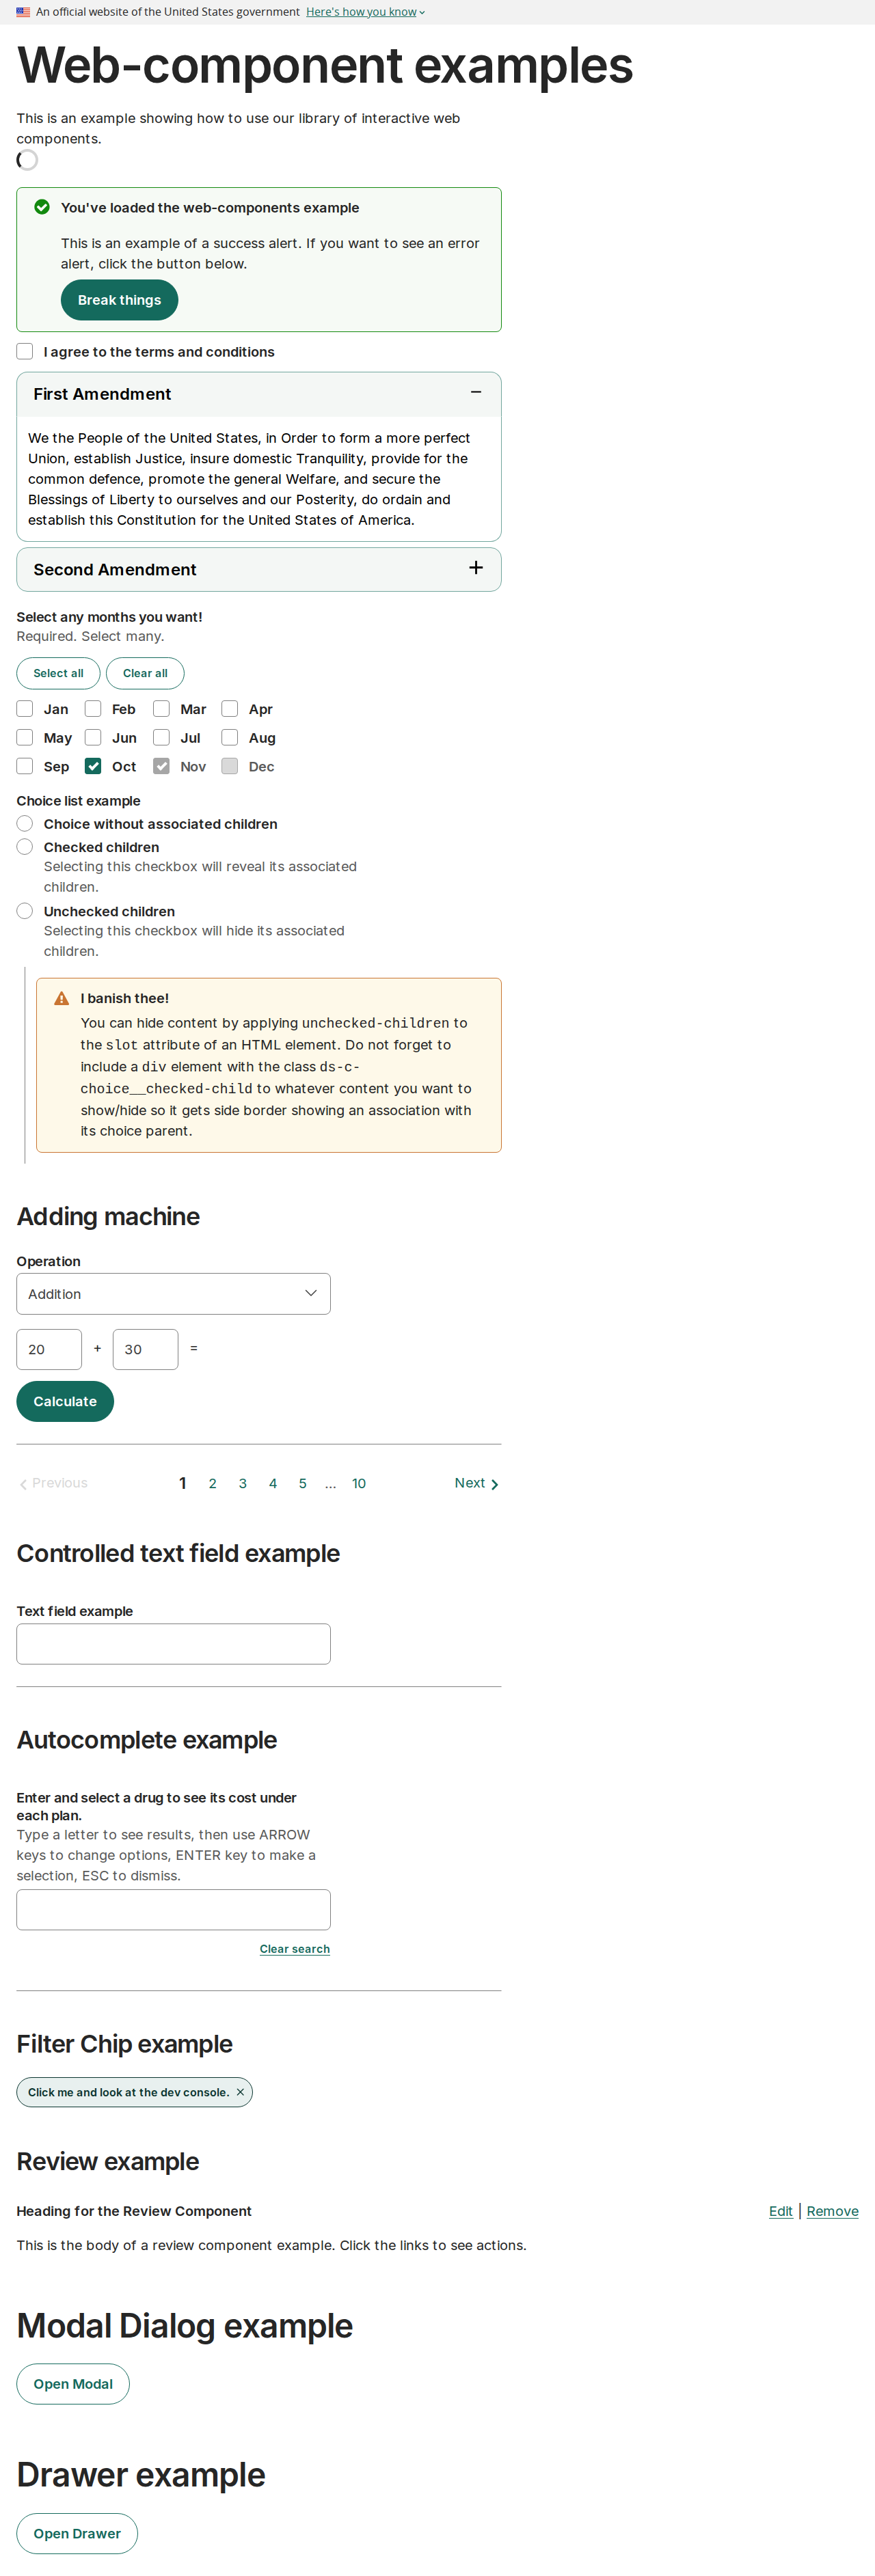 An official website of the United States government Here's how you know
Web-component examples
This is an example showing how to use our library of interactive web
components.
You've loaded the web-components example
This is an example of a success alert. If you want to see an error
alert, click the button below.
Break things
I agree to the terms and conditions
First Amendment
We the People of the United States, in Order to form a more perfect
Union, establish Justice, insure domestic Tranquility, provide for the
common defence, promote the general Welfare, and secure the
Blessings of Liberty to ourselves and our Posterity, do ordain and
establish this Constitution for the United States of America.
Second Amendment
Select any months you want!
Required. Select many.
Select all Clear all
Jan Feb Mar Apr
May Jun Jul Aug
Sep Oct Nov Dec
Choice list example
Choice without associated children
Checked children
Selecting this checkbox will reveal its associated
children.
Unchecked children
Selecting this checkbox will hide its associated
children.
I banish thee!
You can hide content by applying unchecked-children to
the slot attribute of an HTML element. Do not forget to
include a div element with the class ds-c-
choice__checked-child to whatever content you want to
show/hide so it gets side border showing an association with
its choice parent.
Adding machine
Operation
Addition
20 + 30 =
Calculate
Previous 1 2 3 4 5 … 10 Next
Controlled text field example
Text field example
Autocomplete example
Enter and select a drug to see its cost under
each plan.
Type a letter to see results, then use ARROW
keys to change options, ENTER key to make a
selection, ESC to dismiss.
Clear search
Filter Chip example
Click me and look at the dev console.
Review example
Heading for the Review Component Edit | Remove
This is the body of a review component example. Click the links to see actions.
Modal Dialog example
Open Modal
Drawer example
Open Drawer